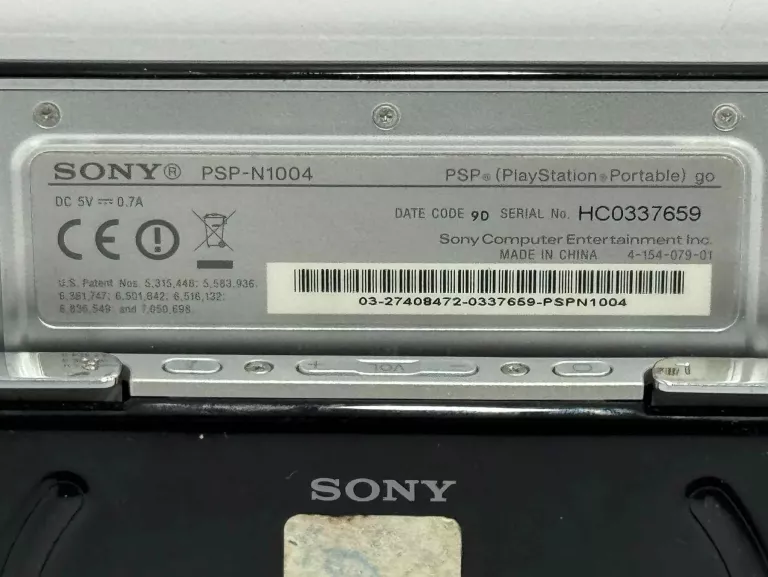 SONY® PSP-N1004 PSP® (PlayStation®Portable) go
DC 5V ⎓ 0.7A
DATE CODE 9D SERIAL No. HC0337659
CE
Sony Computer Entertainment Inc.
MADE IN CHINA 4-154-079-01
U.S. Patent Nos. 5,315,448; 5,583,936;
6,381,747; 6,501,842; 6,516,132;
6,836,549 and 7,050,698.
03-27408472-0337659-PSPN1004
+ VOL -
SONY